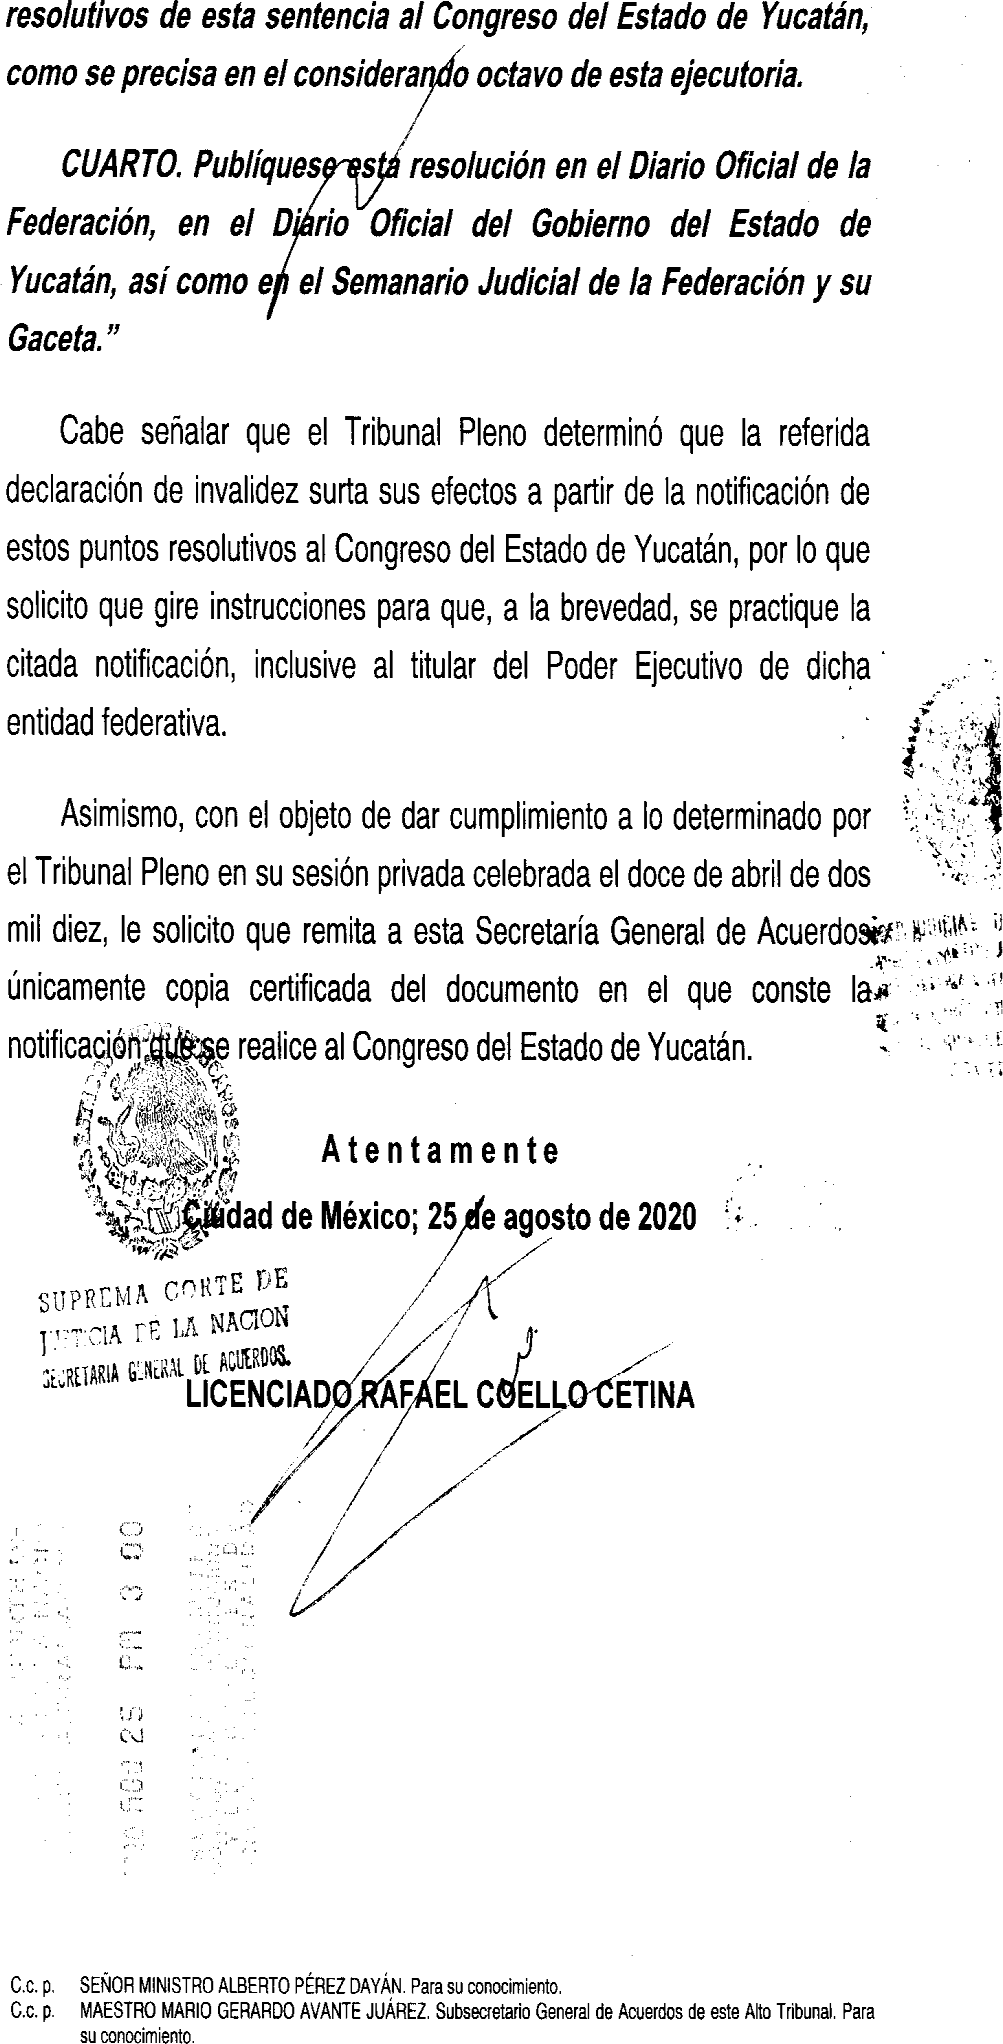 resolutivos de esta sentencia al Congreso del Estado de Yucatán,
como se precisa en el considerando octavo de esta ejecutoria.
CUARTO. Publíquese esta resolución en el Diario Oficial de la
Federación, en el Diario Oficial del Gobierno del Estado de
Yucatán, así como en el Semanario Judicial de la Federación y su
Gaceta.”
Cabe señalar que el Tribunal Pleno determinó que la referida
declaración de invalidez surta sus efectos a partir de la notificación de
estos puntos resolutivos al Congreso del Estado de Yucatán, por lo que
solicito que gire instrucciones para que, a la brevedad, se practique la
citada notificación, inclusive al titular del Poder Ejecutivo de dicha
entidad federativa.
Asimismo, con el objeto de dar cumplimiento a lo determinado por
el Tribunal Pleno en su sesión privada celebrada el doce de abril de dos
mil diez, le solicito que remita a esta Secretaría General de Acuerdos
únicamente copia certificada del documento en el que conste la
notificación que se realice al Congreso del Estado de Yucatán.
Atentamente
Ciudad de México; 25 de agosto de 2020
SUPREMA CORTE DE
JUSTICIA DE LA NACION
SECRETARIA GENERAL DE ACUERDOS.
LICENCIADO RAFAEL COELLO CETINA
25 PM 3 00
C.c. p. SEÑOR MINISTRO ALBERTO PÉREZ DAYÁN. Para su conocimiento.
C.c. p. MAESTRO MARIO GERARDO AVANTE JUÁREZ. Subsecretario General de Acuerdos de este Alto Tribunal. Para
su conocimiento.